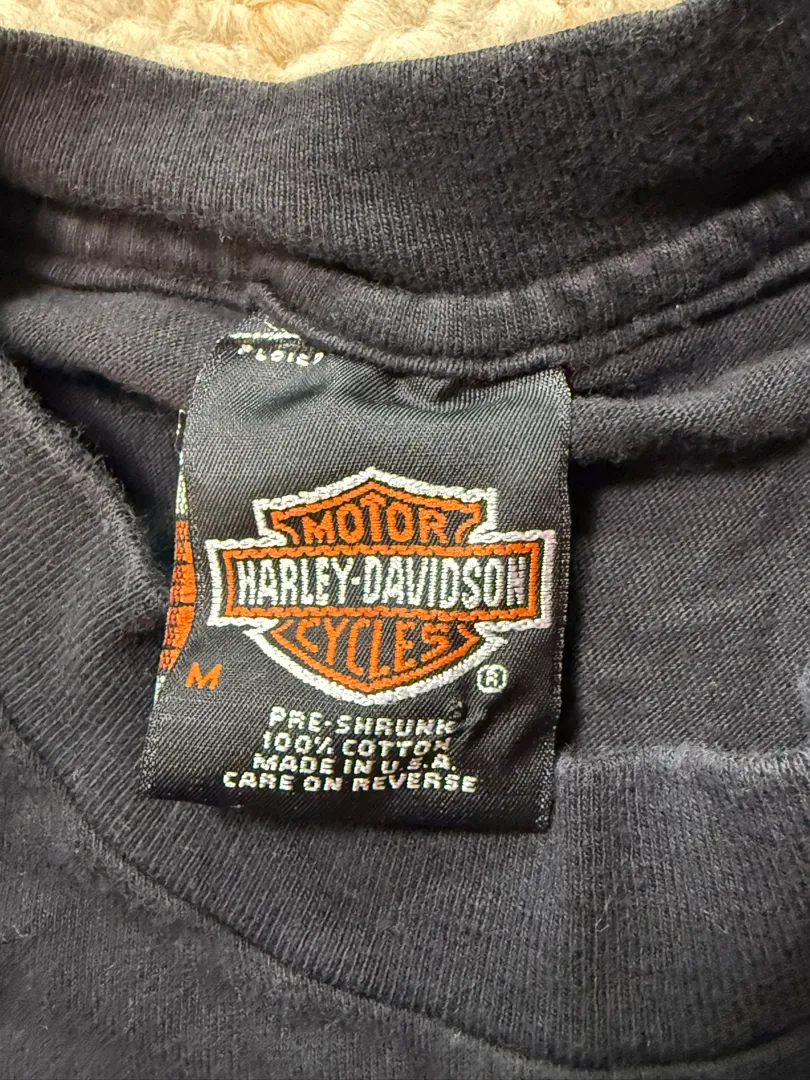 MOTOR
HARLEY-DAVIDSON
CYCLES
M
®
PRE-SHRUNK
100% COTTON
MADE IN U.S.A.
CARE ON REVERSE